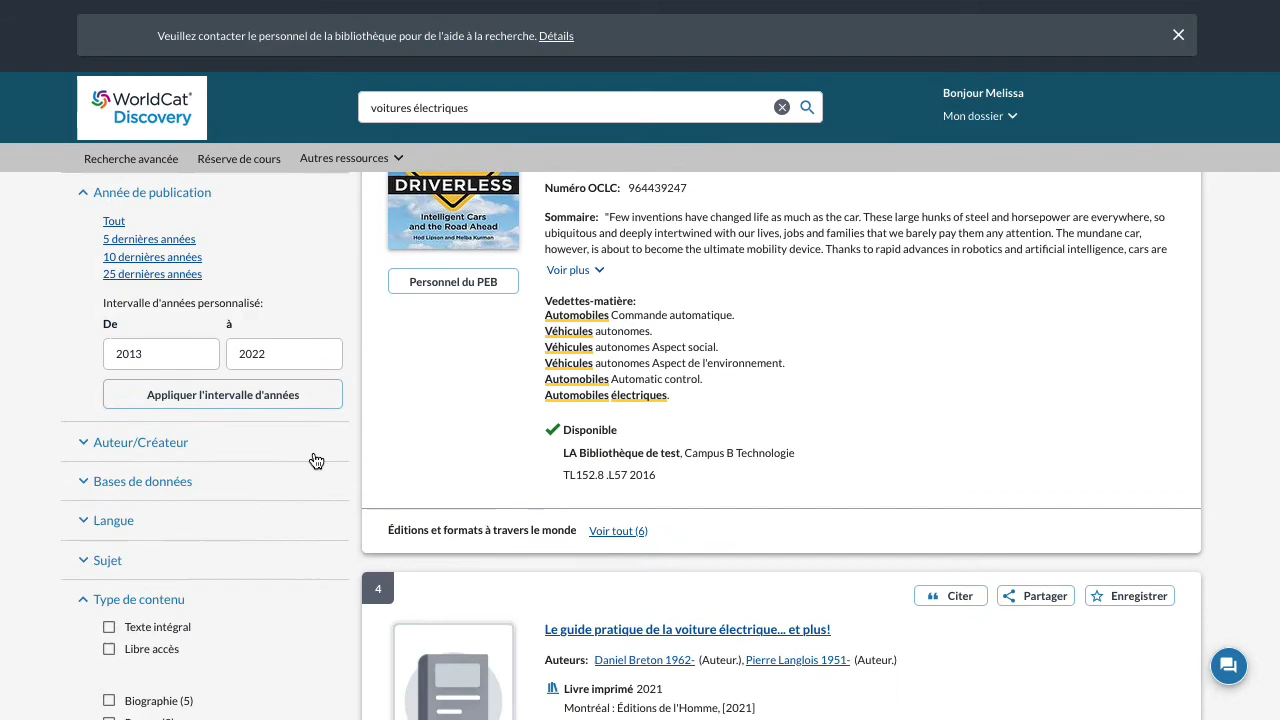 Veuillez contacter le personnel de la bibliothèque pour de l'aide à la recherche. Détails
WorldCat®
Discovery
voitures électriques
Bonjour Melissa
Mon dossier
Recherche avancée
Réserve de cours
Autres ressources
Année de publication
Tout
5 dernières années
10 dernières années
25 dernières années
Intervalle d'années personnalisé:
De à
2013 2022
Appliquer l'intervalle d'années
Auteur/Créateur
Bases de données
Langue
Sujet
Type de contenu
Texte intégral
Libre accès
Biographie (5)
DRIVERLESS
Intelligent Cars
and the Road Ahead
Hod Lipson and Melba Kurman
Personnel du PEB
Numéro OCLC: 964439247
Sommaire: "Few inventions have changed life as much as the car. These large hunks of steel and horsepower are everywhere, so
ubiquitous and deeply intertwined with our lives, jobs and families that we barely pay them any attention. The mundane car,
however, is about to become the ultimate mobility device. Thanks to rapid advances in robotics and artificial intelligence, cars are
Voir plus
Vedettes-matière:
Automobiles Commande automatique.
Véhicules autonomes.
Véhicules autonomes Aspect social.
Véhicules autonomes Aspect de l'environnement.
Automobiles Automatic control.
Automobiles électriques.
Disponible
LA Bibliothèque de test, Campus B Technologie
TL152.8 .L57 2016
Éditions et formats à travers le monde Voir tout (6)
4
Citer
Partager
Enregistrer
Le guide pratique de la voiture électrique... et plus!
Auteurs: Daniel Breton 1962- (Auteur.), Pierre Langlois 1951- (Auteur.)
Livre imprimé 2021
Montréal : Éditions de l'Homme, [2021]